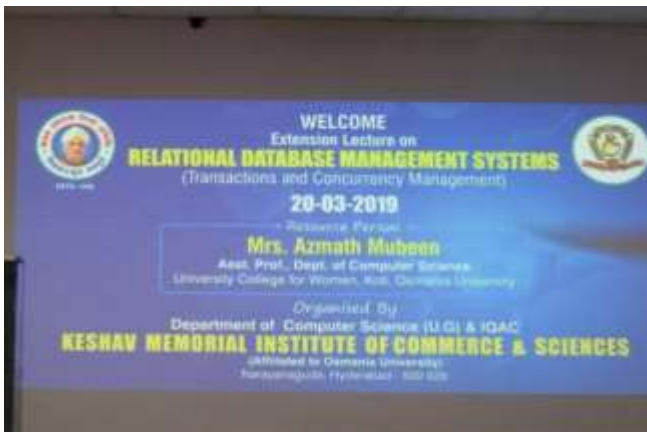 WELCOME
Extension Lecture on
RELATIONAL DATABASE MANAGEMENT SYSTEMS
(Transactions and Concurrency Management)
20-03-2019
Resource Person
Mrs. Azmath Mubeen
Asst. Prof., Dept. of Computer Science
University College for Women, Koti, Osmania University
Organised By
Department of Computer Science (U.G) & IQAC
KESHAV MEMORIAL INSTITUTE OF COMMERCE & SCIENCES
(Affiliated to Osmania University)
Narayanaguda, Hyderabad - 500 029